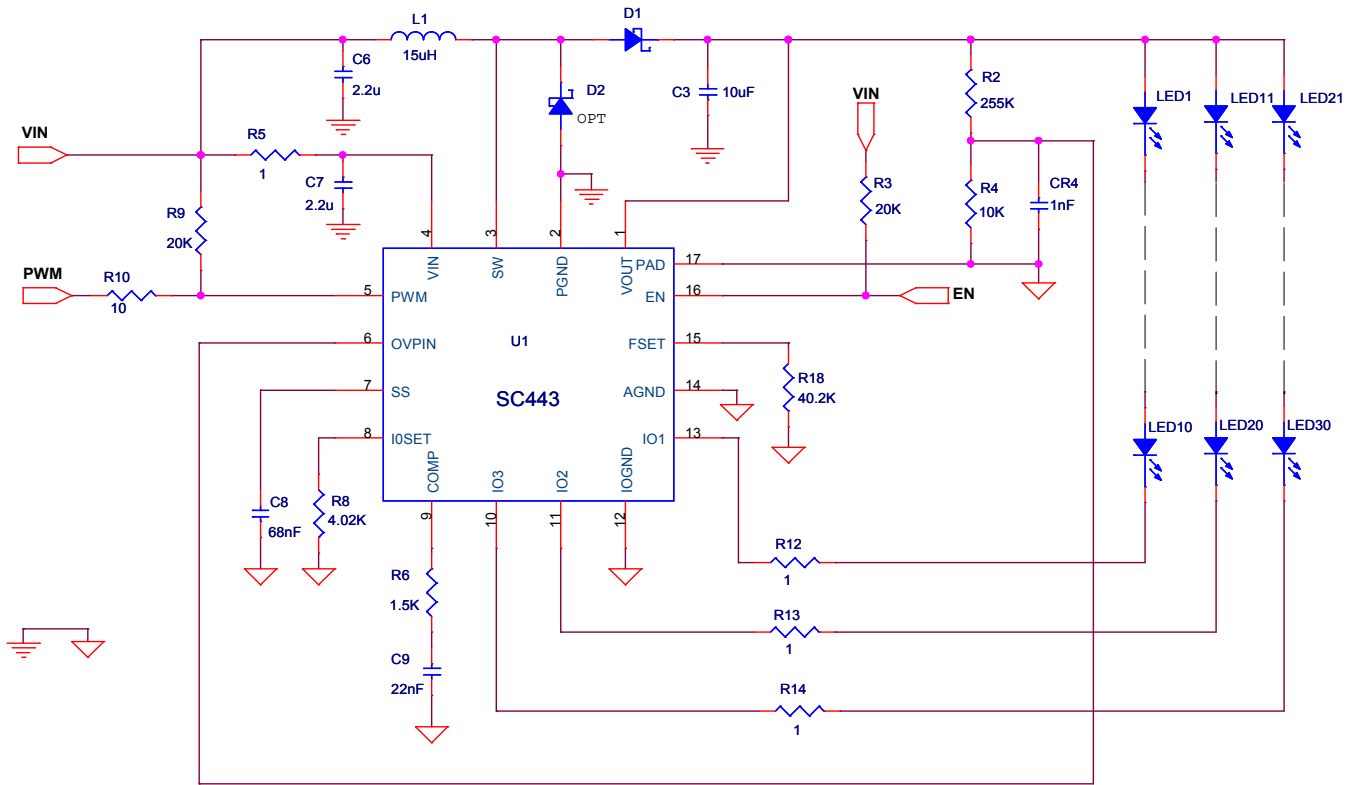 L1
15uH
D1
C6
2.2u
D2
OPT
C3
10uF
VIN
R2
255K
LED1
LED11
LED21
VIN
R5
1
C7
2.2u
R9
20K
R3
20K
R4
10K
CR4
1nF
4
3
2
1
VIN
SW
PGND
VOUT
PAD
17
PWM
R10
10
5
PWM
EN
16
EN
6
OVPIN
U1
FSET
15
7
SS
SC443
AGND
14
R18
40.2K
8
I0SET
IO1
13
COMP
IO3
IO2
IOGND
9
10
11
12
LED10
LED20
LED30
C8
68nF
R8
4.02K
R12
1
R6
1.5K
R13
1
C9
22nF
R14
1